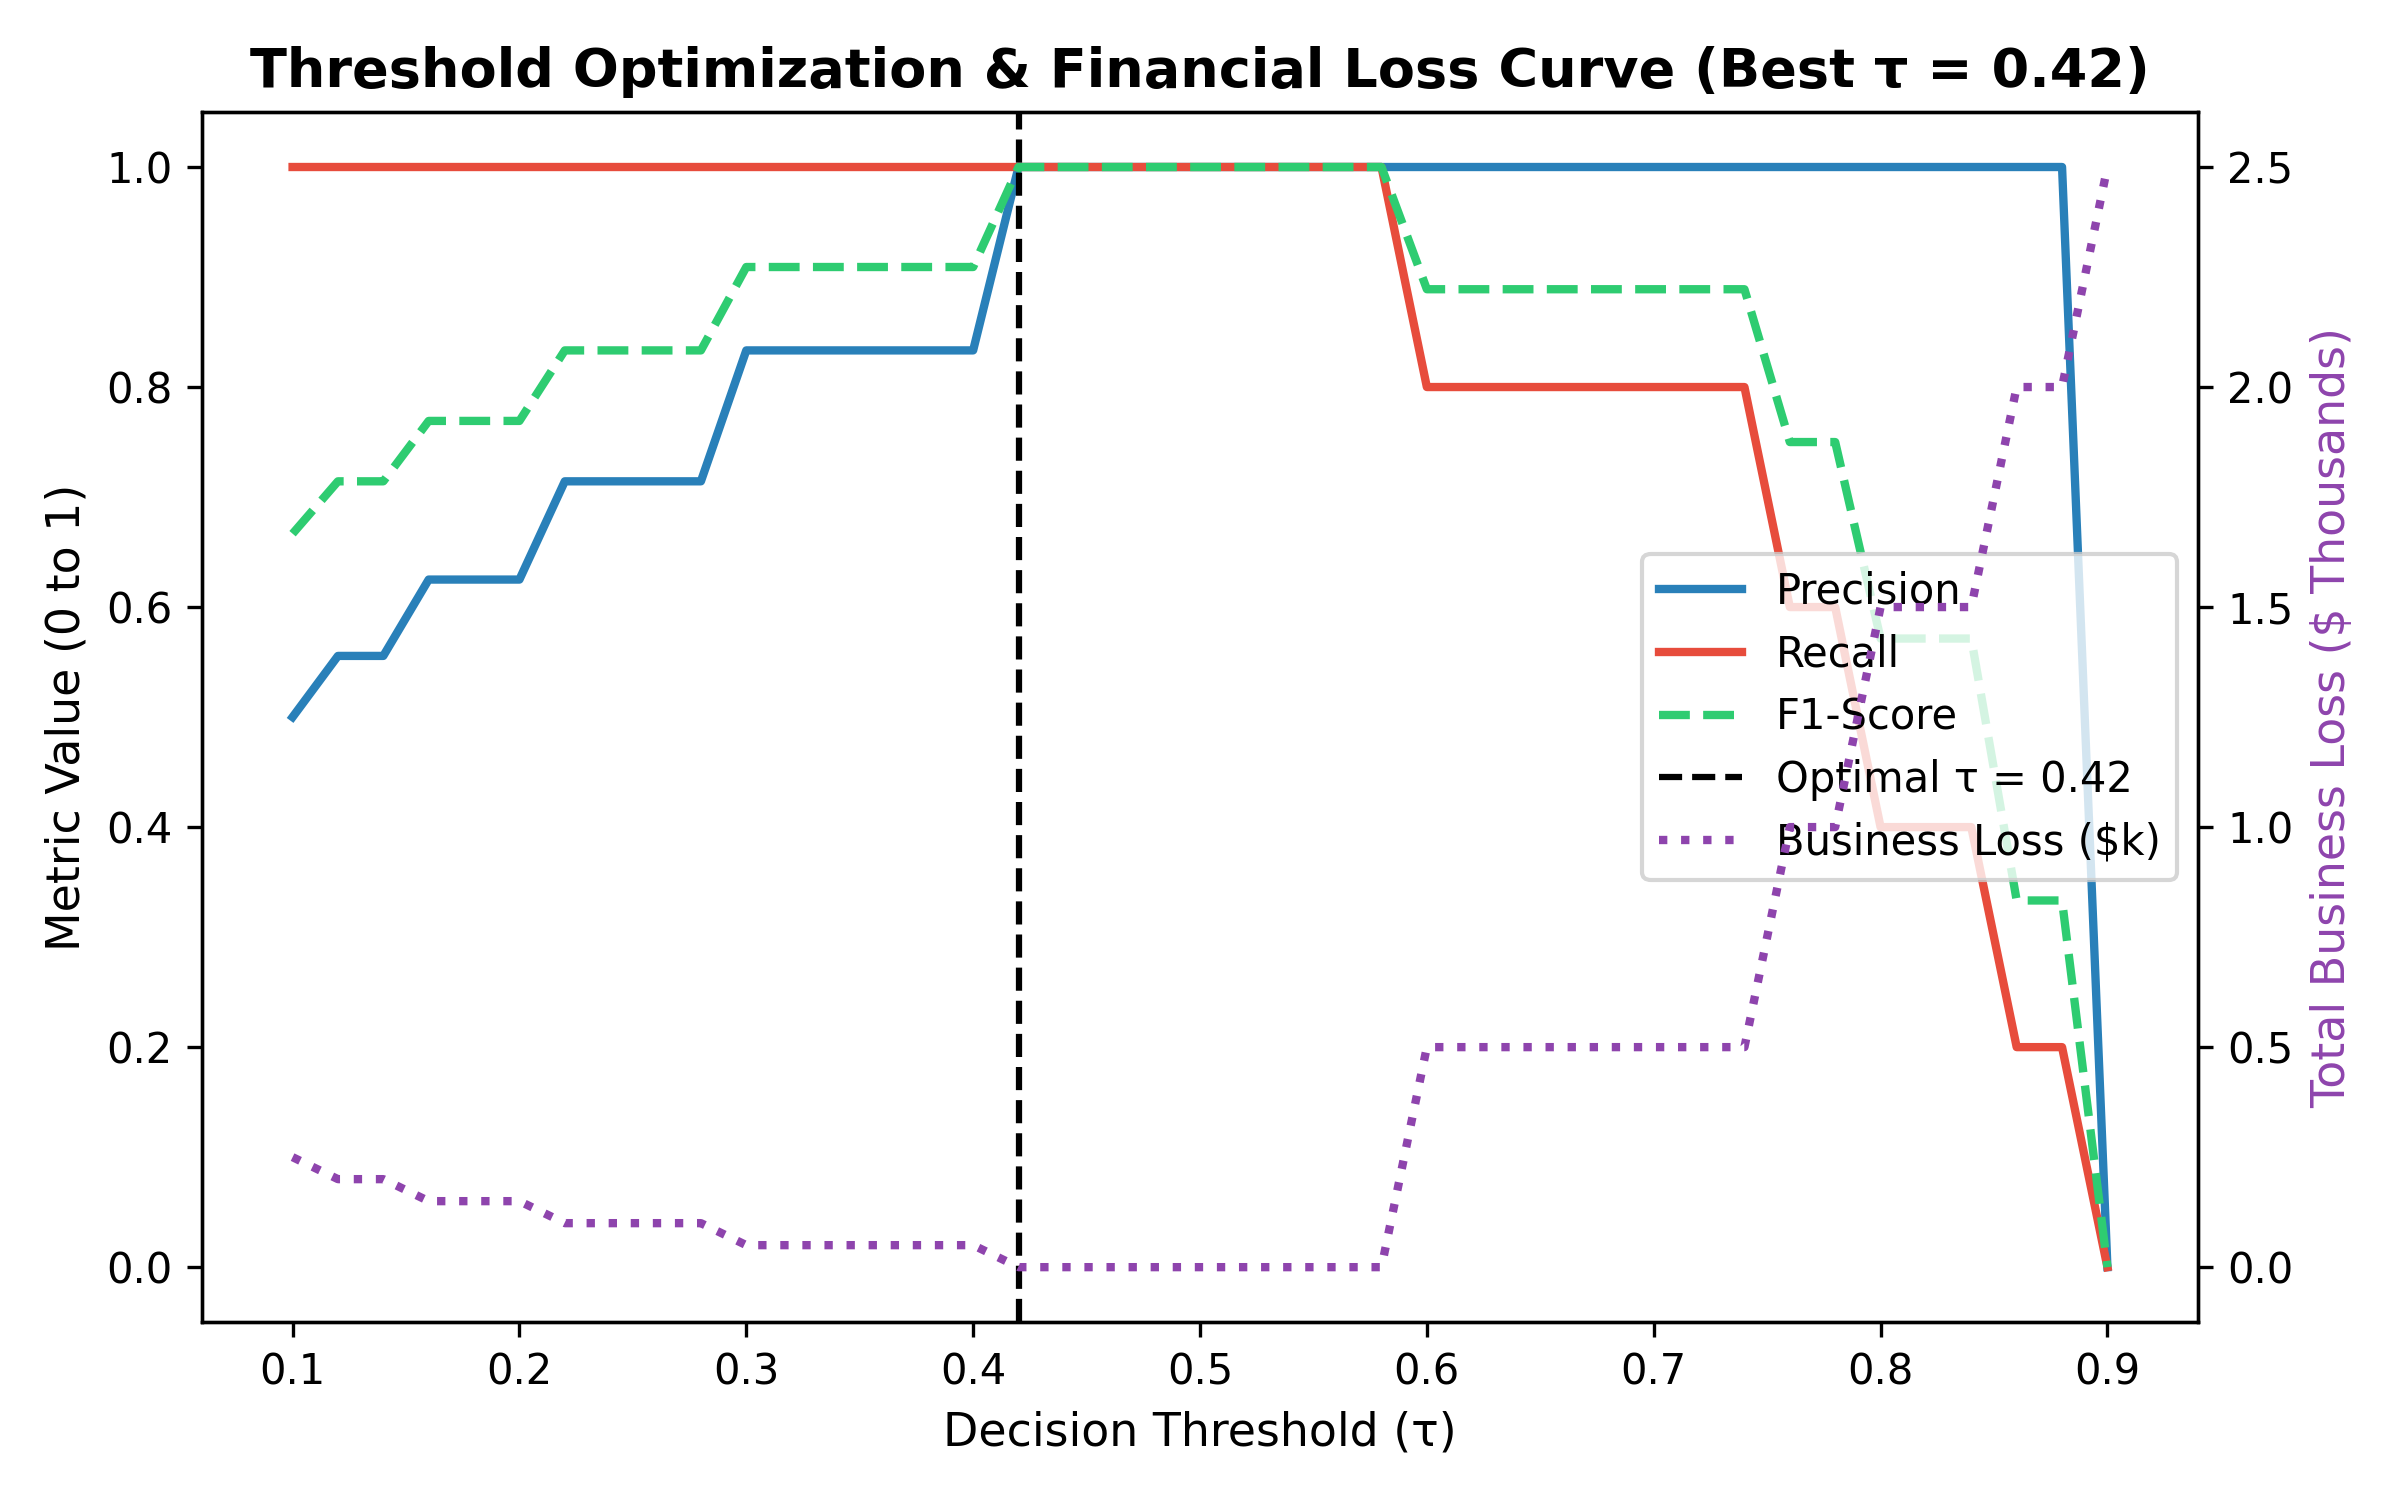 Threshold Optimization & Financial Loss Curve (Best τ = 0.42)
Metric Value (0 to 1)
1.0
0.8
0.6
0.4
0.2
0.0
0.1
0.2
0.3
0.4
0.5
0.6
0.7
0.8
0.9
Decision Threshold (τ)
2.5
2.0
1.5
1.0
0.5
0.0
Total Business Loss ($ Thousands)
Precision
Recall
F1-Score
Optimal τ = 0.42
Business Loss ($k)